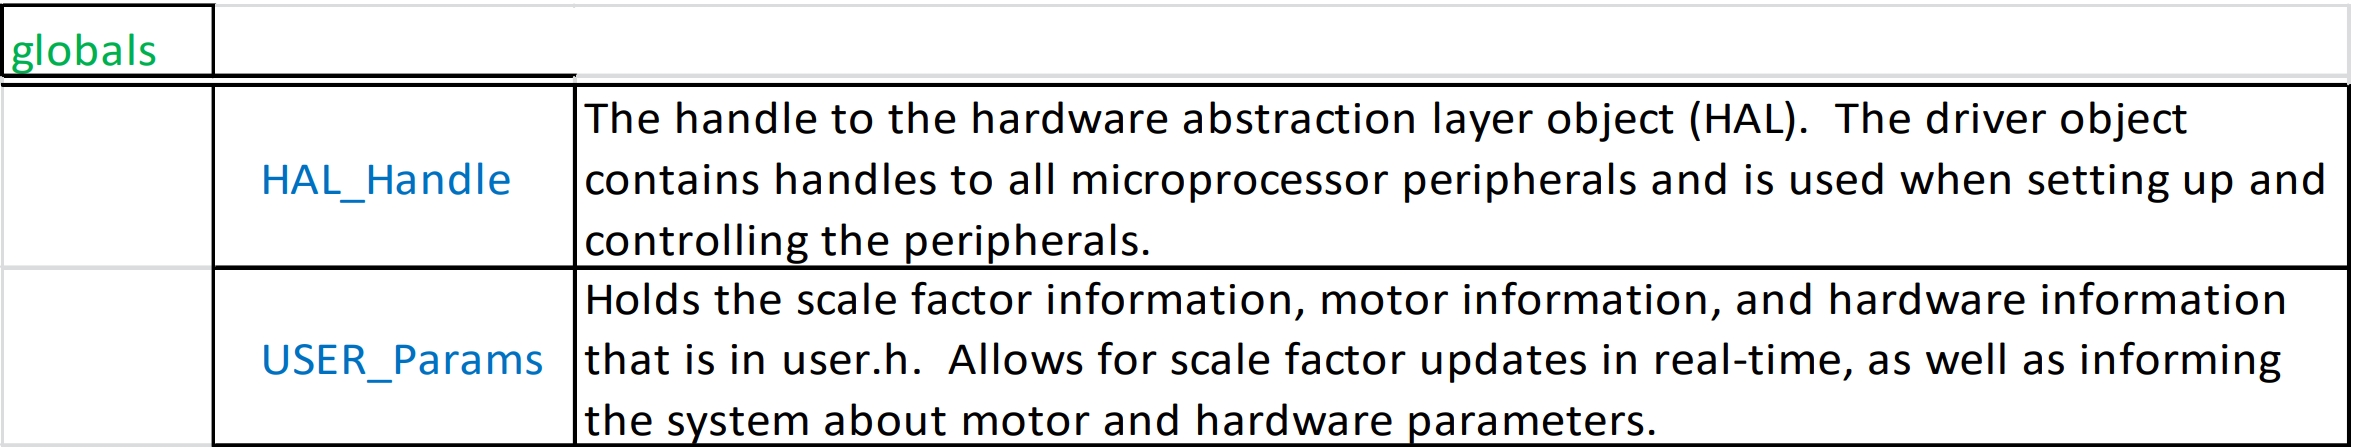 globals
The handle to the hardware abstraction layer object (HAL).  The driver object
HAL_Handle
contains handles to all microprocessor peripherals and is used when setting up and
controlling the peripherals.
Holds the scale factor information, motor information, and hardware information
USER_Params
that is in user.h.  Allows for scale factor updates in real-time, as well as informing
the system about motor and hardware parameters.